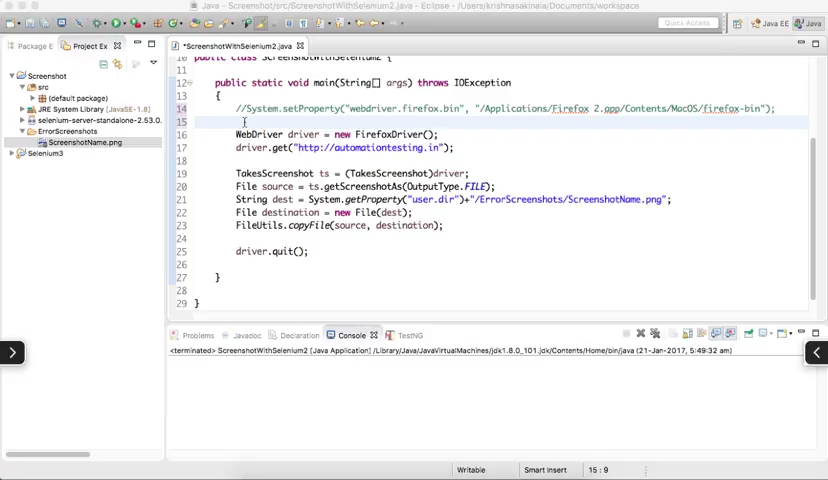 Java - Screenshot/src/ScreenshotWithSelenium2.java - Eclipse - /Users/krishnasakinala/Documents/workspace
Quick Access
Java EE
Java
Package E
Project Ex
*ScreenshotWithSelenium2.java
Screenshot
src
(default package)
JRE System Library [JavaSE-1.8]
selenium-server-standalone-2.53.0.
ErrorScreenshots
ScreenshotName.png
Selenium3
10 public class ScreenshotWithSelenium2 {
11
12 public static void main(String[] args) throws IOException
13 {
14 //System.setProperty("webdriver.firefox.bin", "/Applications/Firefox 2.app/Contents/MacOS/firefox-bin");
15
16 WebDriver driver = new FirefoxDriver();
17 driver.get("http://automationtesting.in");
18
19 TakesScreenshot ts = (TakesScreenshot)driver;
20 File source = ts.getScreenshotAs(OutputType.FILE);
21 String dest = System.getProperty("user.dir")+"/ErrorScreenshots/ScreenshotName.png";
22 File destination = new File(dest);
23 FileUtils.copyFile(source, destination);
24
25 driver.quit();
26
27 }
28
29 }
Problems
Javadoc
Declaration
Console
TestNG
<terminated> ScreenshotWithSelenium2 [Java Application] /Library/Java/JavaVirtualMachines/jdk1.8.0_101.jdk/Contents/Home/bin/java (21-Jan-2017, 5:49:32 am)
Writable
Smart Insert
15 : 9